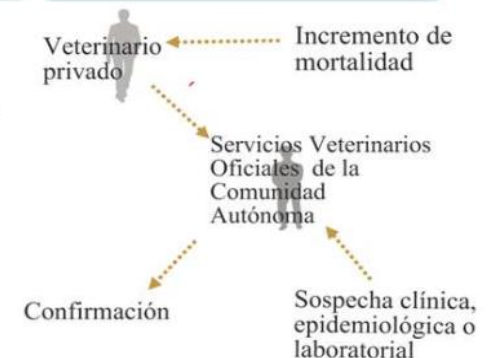 Veterinario
privado
Incremento de
mortalidad
Servicios Veterinarios
Oficiales de la
Comunidad
Autónoma
Confirmación
Sospecha clínica,
epidemiológica o
laboratorial